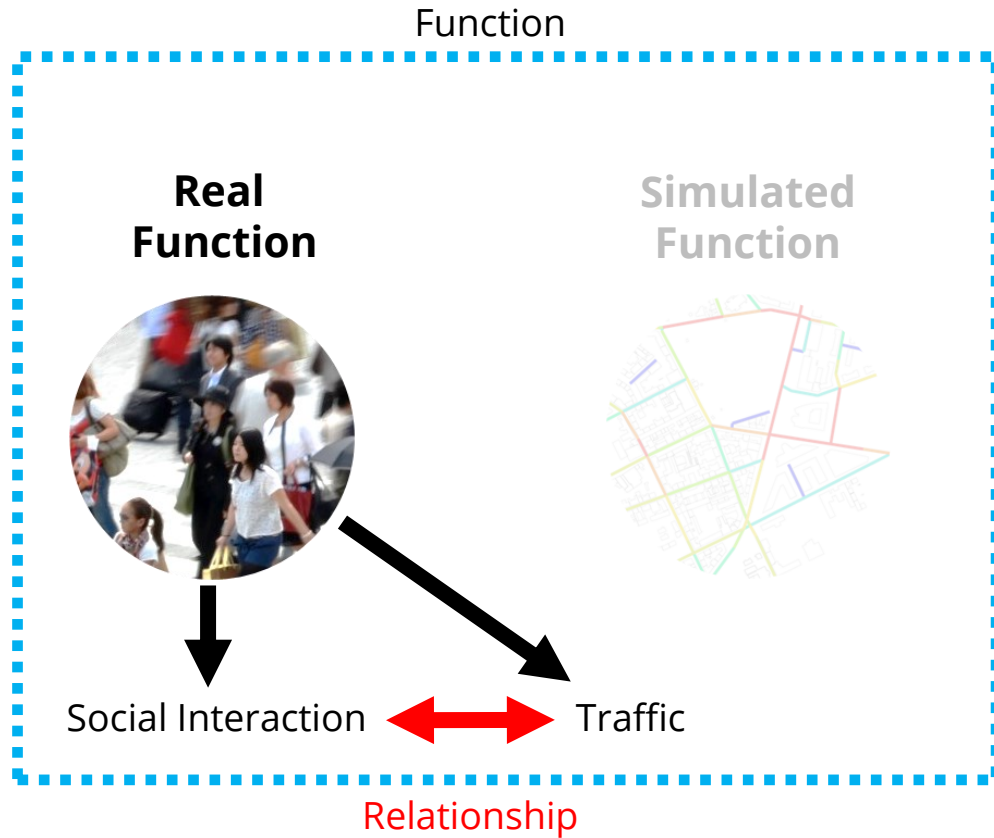 Function
Real
Function
Simulated
Function
Social Interaction
Traffic
Relationship